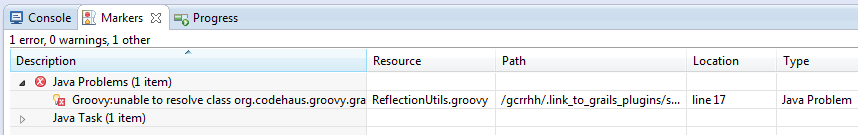 Console Markers Progress
1 error, 0 warnings, 1 other
Description Resource Path Location Type
Java Problems (1 item)
Groovy:unable to resolve class org.codehaus.groovy.gra ReflectionUtils.groovy /gcrrhh/.link_to_grails_plugins/s... line 17 Java Problem
Java Task (1 item)